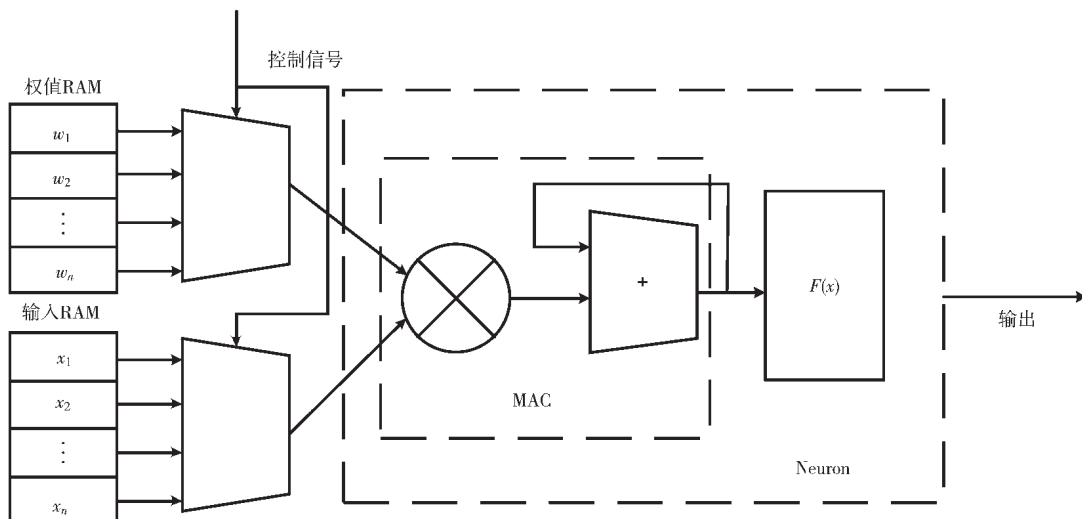 控制信号
权值RAM
w₁
w₂
⋮
wₙ
输入RAM
x₁
x₂
⋮
xₙ
+
MAC
F(x)
Neuron
输出